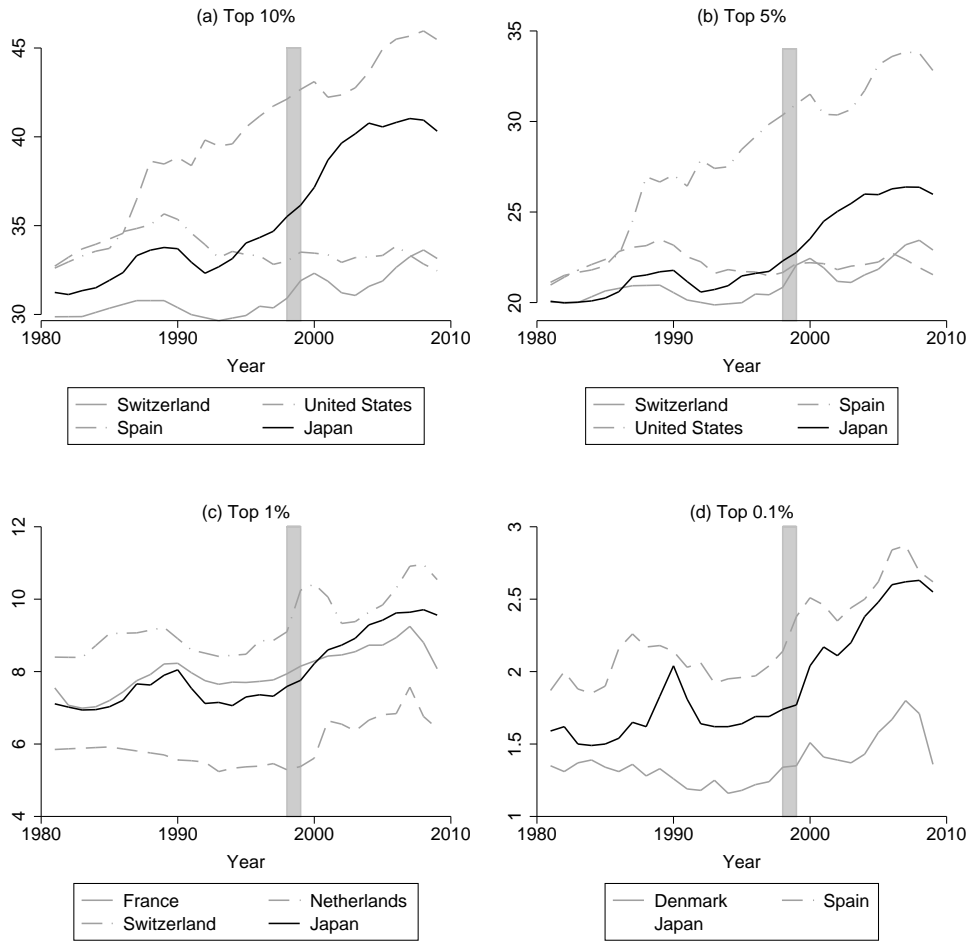 (a) Top 10%
45
40
35
30
1980 1990 2000 2010
Year
Switzerland United States
Spain Japan
(b) Top 5%
35
30
25
20
1980 1990 2000 2010
Year
Switzerland Spain
United States Japan
(c) Top 1%
12
10
8
6
4
1980 1990 2000 2010
Year
France Netherlands
Switzerland Japan
(d) Top 0.1%
3
2.5
2
1.5
1
1980 1990 2000 2010
Year
Denmark Spain
Japan